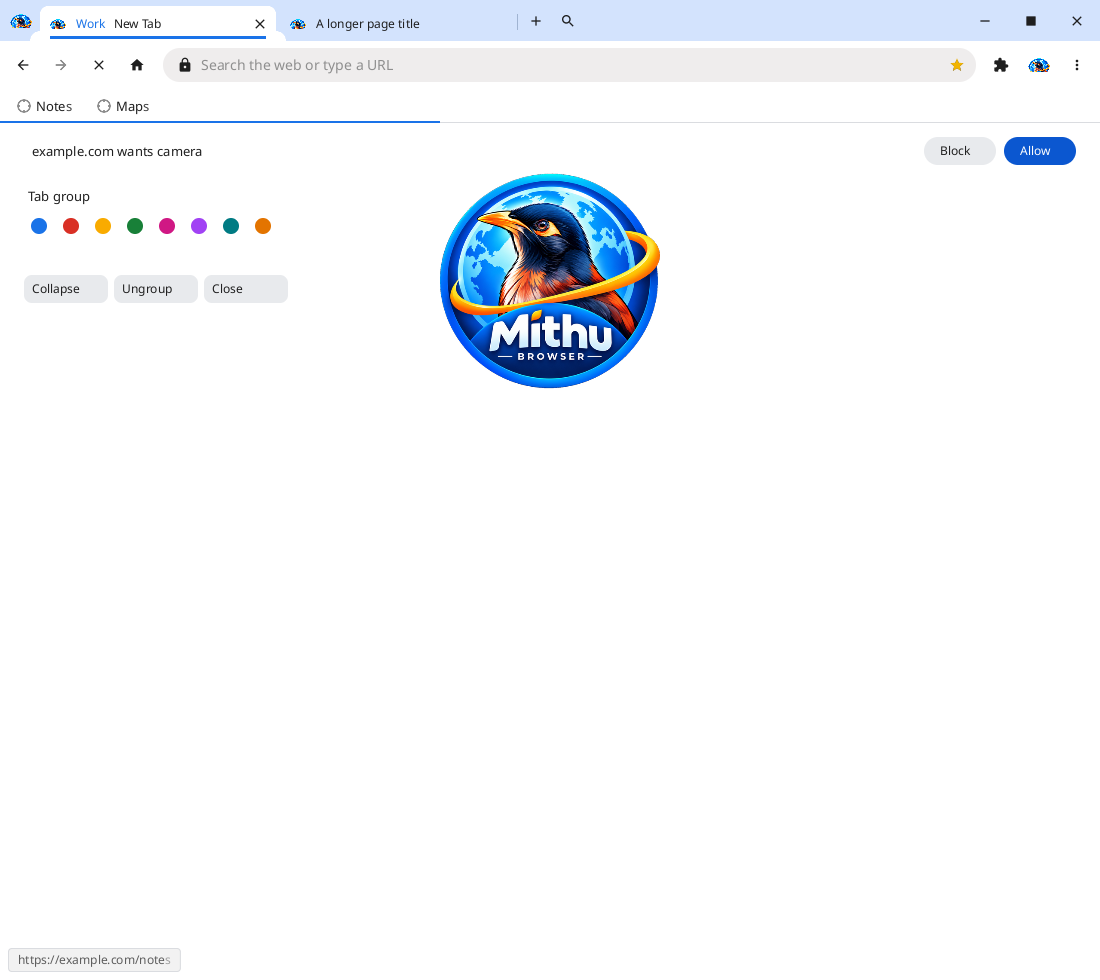 Work New Tab
A longer page title
Search the web or type a URL
Notes
Maps
example.com wants camera
Block
Allow
Tab group
Collapse
Ungroup
Close
Mithu
BROWSER
https://example.com/notes